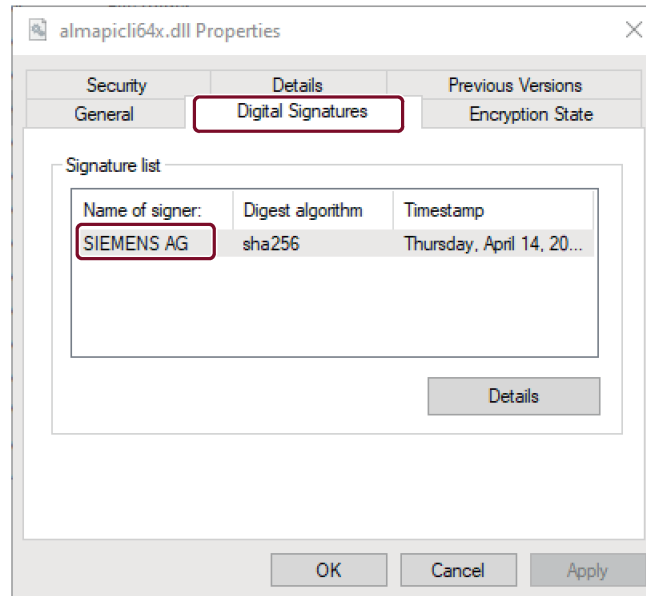 almapicli64x.dll Properties
Security Details Previous Versions
General Digital Signatures Encryption State
Signature list
Name of signer: Digest algorithm Timestamp
SIEMENS AG sha256 Thursday, April 14, 20...
Details
OK Cancel Apply